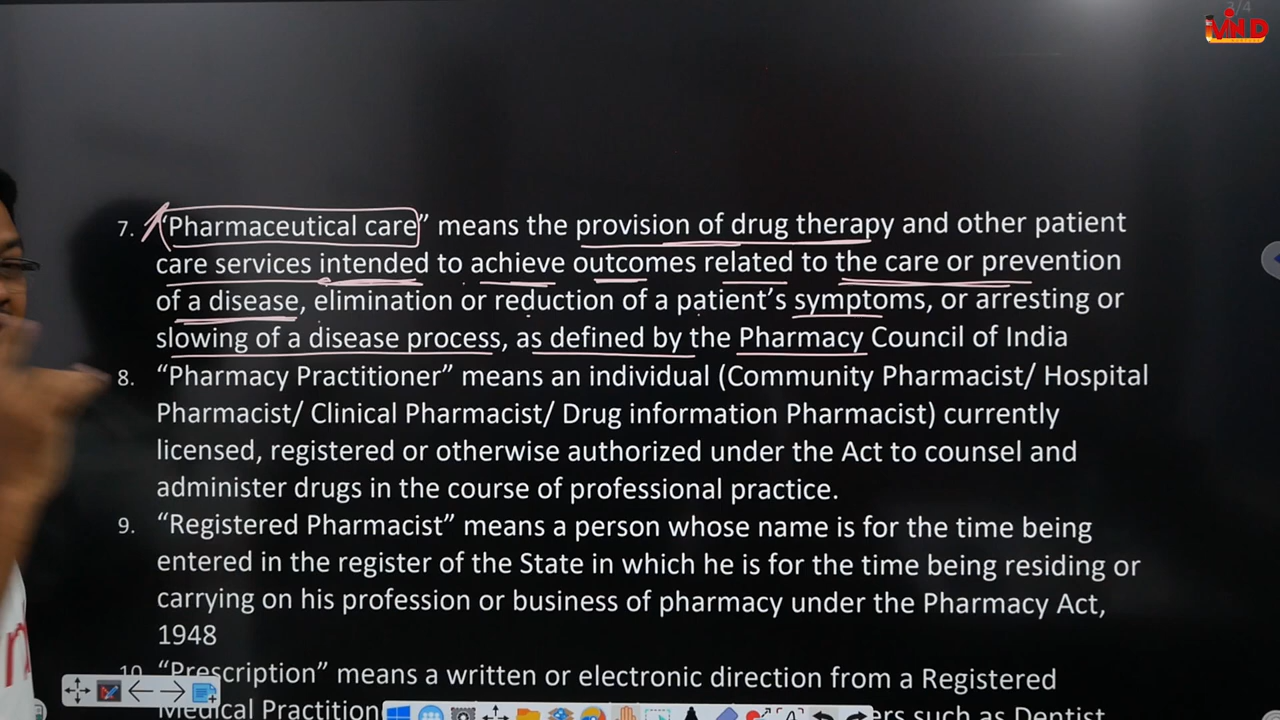 3/4
ViND
7. “Pharmaceutical care” means the provision of drug therapy and other patient
care services intended to achieve outcomes related to the care or prevention
of a disease, elimination or reduction of a patient’s symptoms, or arresting or
slowing of a disease process, as defined by the Pharmacy Council of India
8. “Pharmacy Practitioner” means an individual (Community Pharmacist/ Hospital
Pharmacist/ Clinical Pharmacist/ Drug information Pharmacist) currently
licensed, registered or otherwise authorized under the Act to counsel and
administer drugs in the course of professional practice.
9. “Registered Pharmacist” means a person whose name is for the time being
entered in the register of the State in which he is for the time being residing or
carrying on his profession or business of pharmacy under the Pharmacy Act,
1948
10. “Prescription” means a written or electronic direction from a Registered
Medical such as Dentist